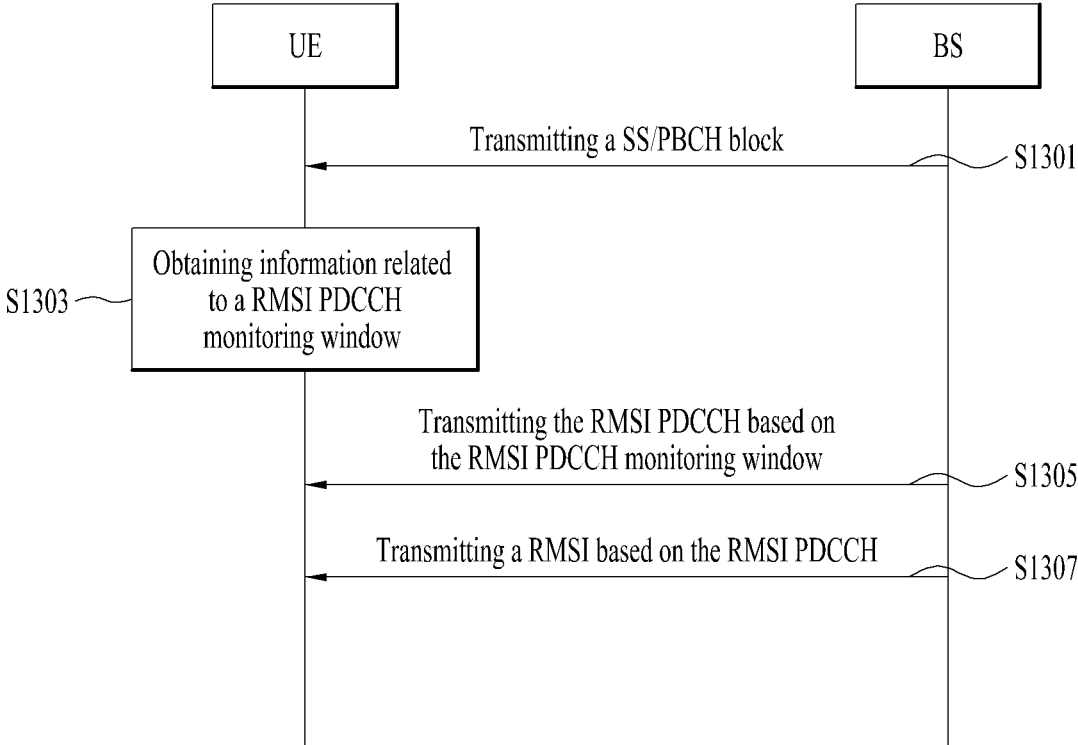 UE
BS
Transmitting a SS/PBCH block
S1301
Obtaining information related
to a RMSI PDCCH
monitoring window
S1303
Transmitting the RMSI PDCCH based on
the RMSI PDCCH monitoring window
S1305
Transmitting a RMSI based on the RMSI PDCCH
S1307